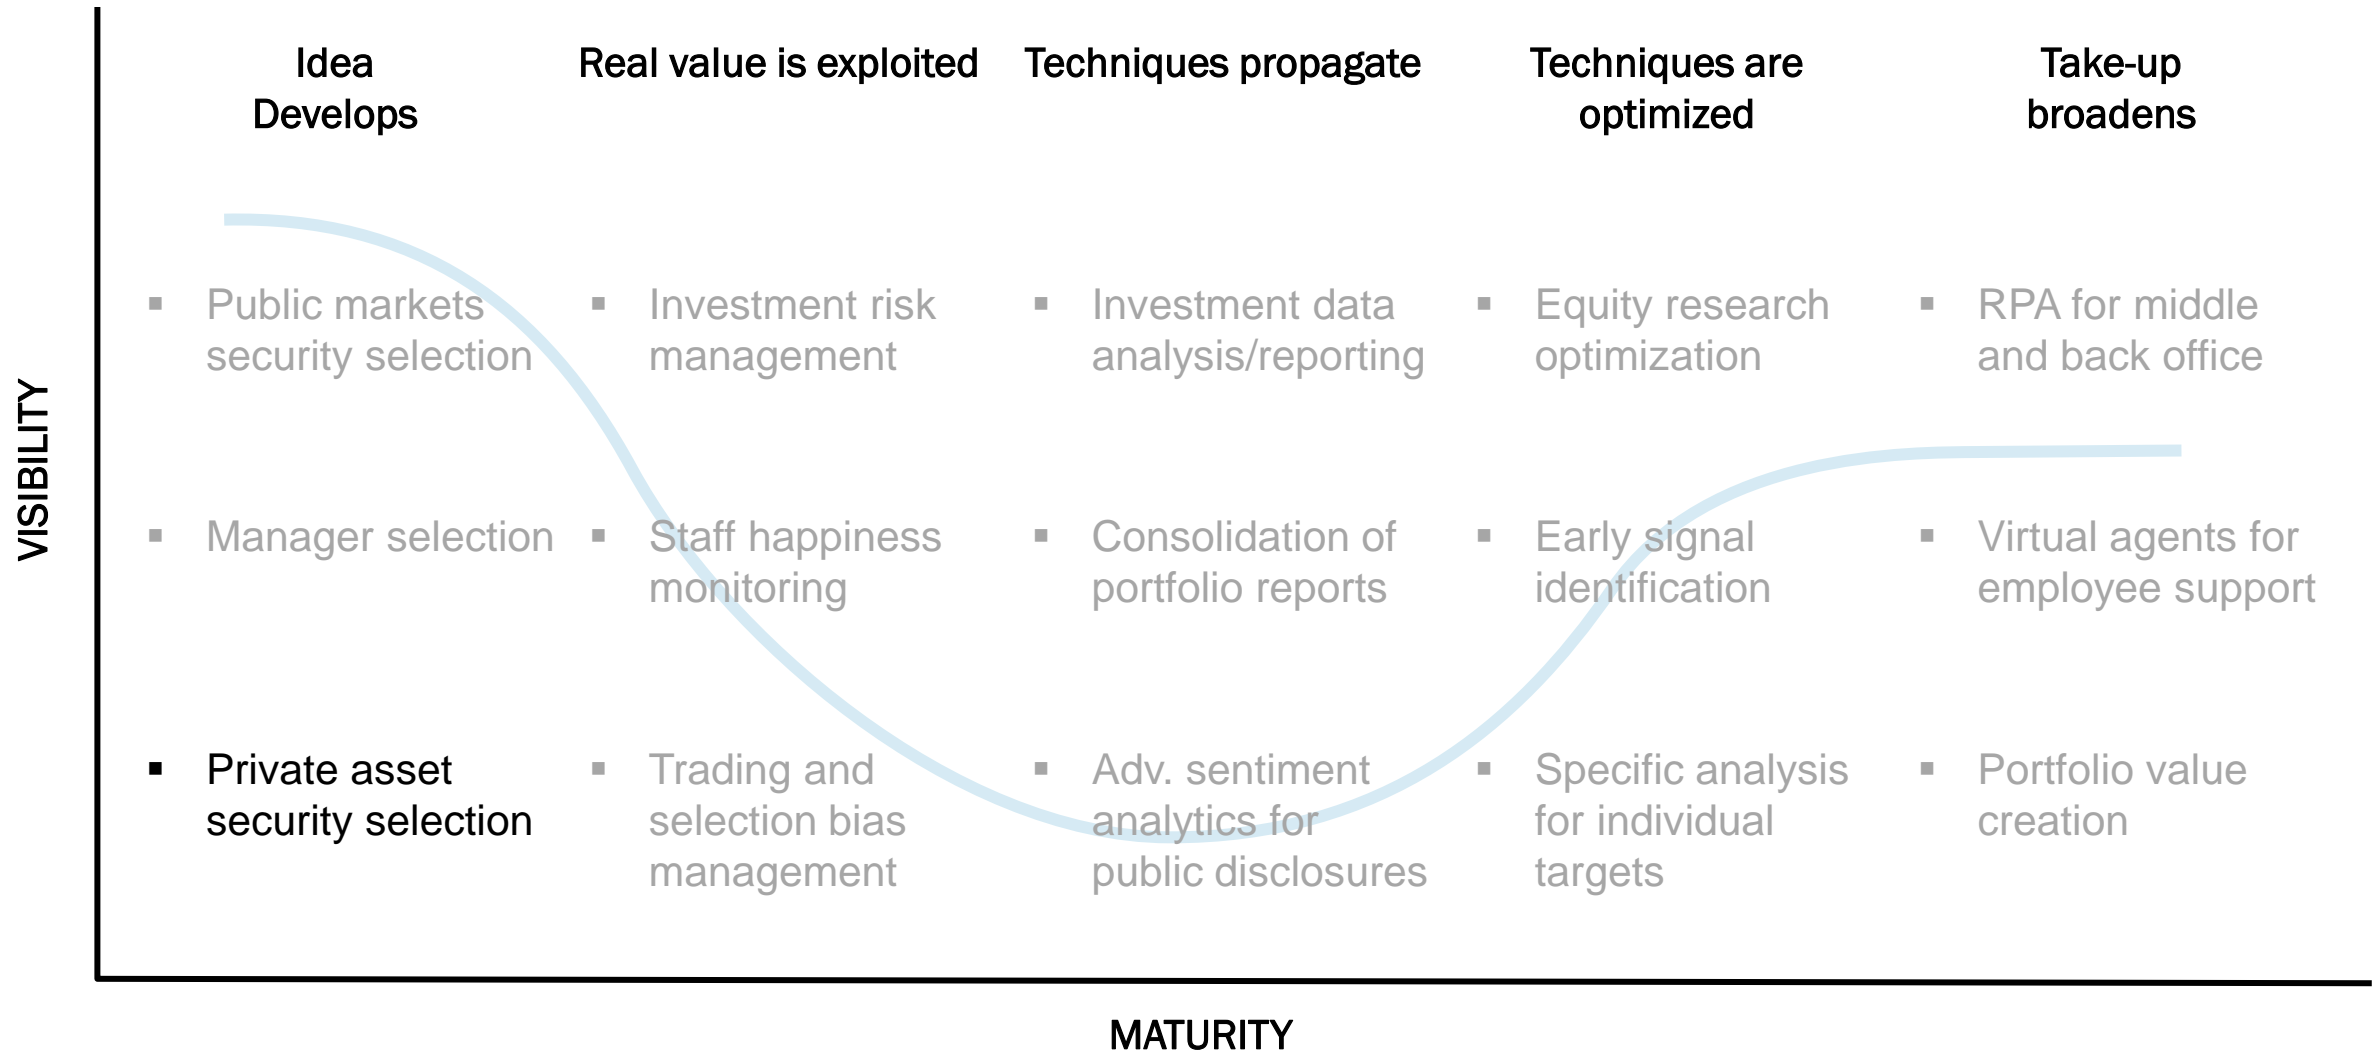 Idea
Develops
Real value is exploited
Techniques propagate
Techniques are
optimized
Take-up
broadens
VISIBILITY
▪ Public markets
security selection
▪ Investment risk
management
▪ Investment data
analysis/reporting
▪ Equity research
optimization
▪ RPA for middle
and back office
▪ Manager selection
▪ Staff happiness
monitoring
▪ Consolidation of
portfolio reports
▪ Early signal
identification
▪ Virtual agents for
employee support
▪ Private asset
security selection
▪ Trading and
selection bias
management
▪ Adv. sentiment
analytics for
public disclosures
▪ Specific analysis
for individual
targets
▪ Portfolio value
creation
MATURITY